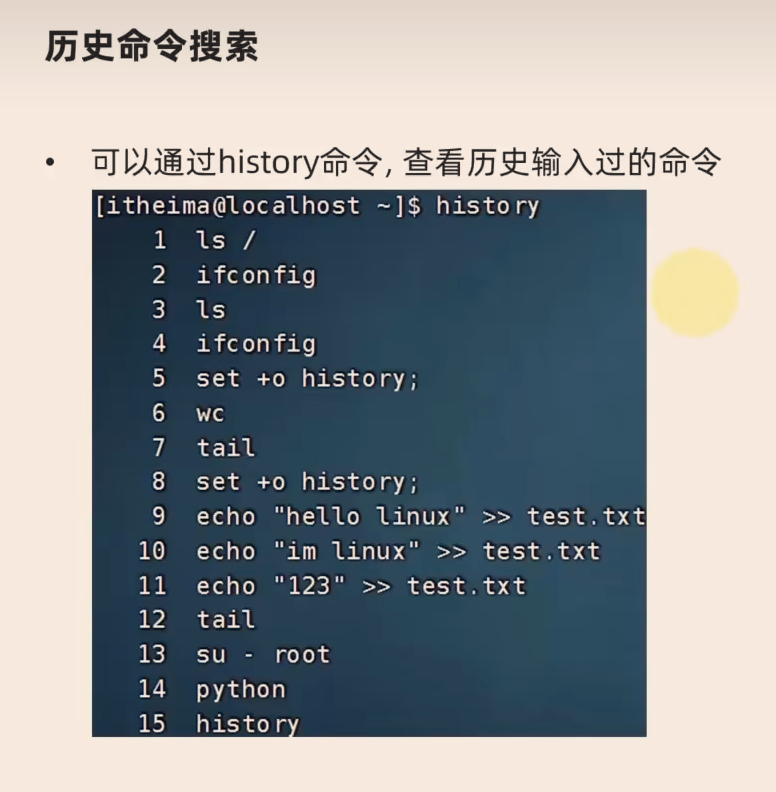 历史命令搜索
• 可以通过history命令, 查看历史输入过的命令
[itheima@localhost ~]$ history
1 ls /
2 ifconfig
3 ls
4 ifconfig
5 set +o history;
6 wc
7 tail
8 set +o history;
9 echo "hello linux" >> test.txt
10 echo "im linux" >> test.txt
11 echo "123" >> test.txt
12 tail
13 su - root
14 python
15 history